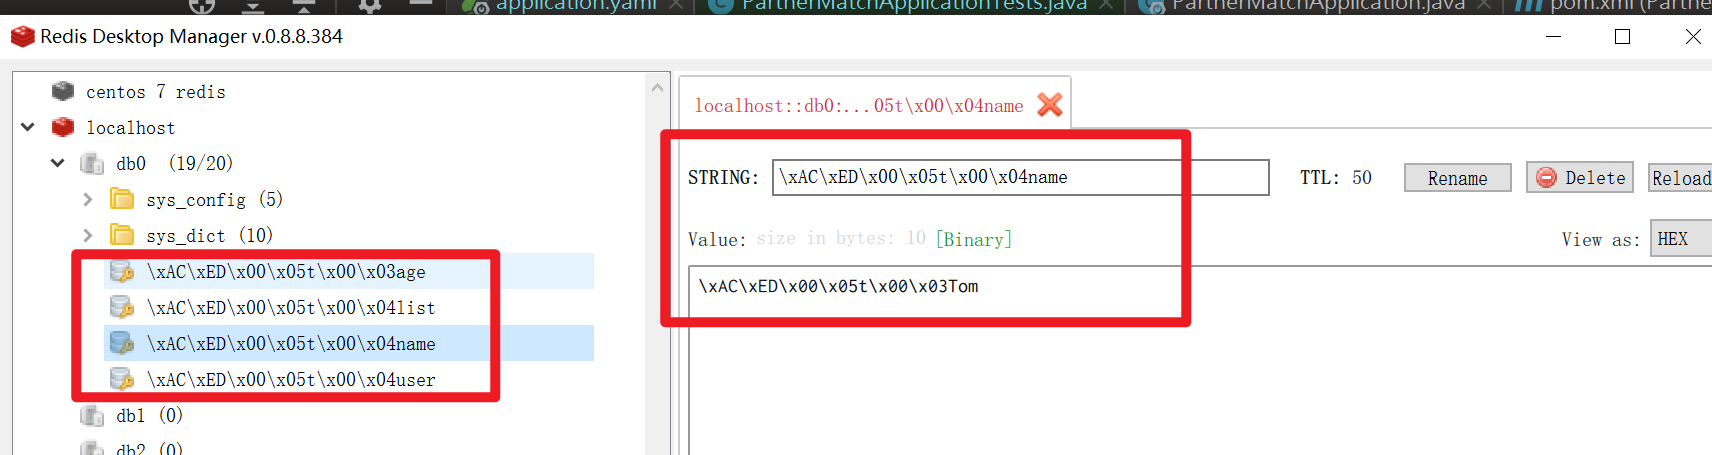 application.yaml
PartnerMatchApplicationTests.java
PartnerMatchApplication.java
pom.xml (Partner
Redis Desktop Manager v.0.8.8.384
centos 7 redis
localhost
db0 (19/20)
sys_config (5)
sys_dict (10)
\xAC\xED\x00\x05t\x00\x03age
\xAC\xED\x00\x05t\x00\x04list
\xAC\xED\x00\x05t\x00\x04name
\xAC\xED\x00\x05t\x00\x04user
db1 (0)
db2 (0)
localhost::db0:...05t\x00\x04name
STRING: \xAC\xED\x00\x05t\x00\x04name TTL: 50 Rename Delete Reload
Value: size in bytes: 10 [Binary] View as: HEX
\xAC\xED\x00\x05t\x00\x03Tom